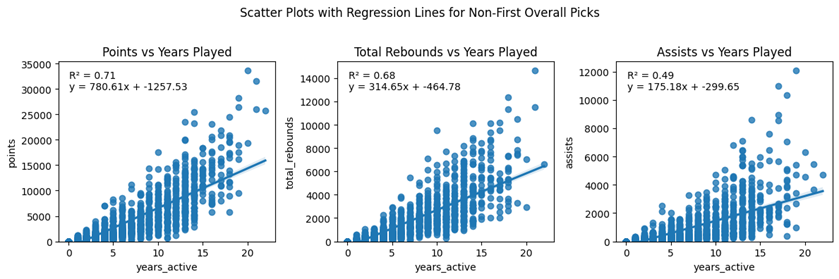 Scatter Plots with Regression Lines for Non-First Overall Picks
Points vs Years Played
R² = 0.71
y = 780.61x + -1257.53
35000
30000
25000
20000
15000
10000
5000
0
points
0 5 10 15 20
years_active
Total Rebounds vs Years Played
R² = 0.68
y = 314.65x + -464.78
14000
12000
10000
8000
6000
4000
2000
0
total_rebounds
0 5 10 15 20
years_active
Assists vs Years Played
R² = 0.49
y = 175.18x + -299.65
12000
10000
8000
6000
4000
2000
0
assists
0 5 10 15 20
years_active